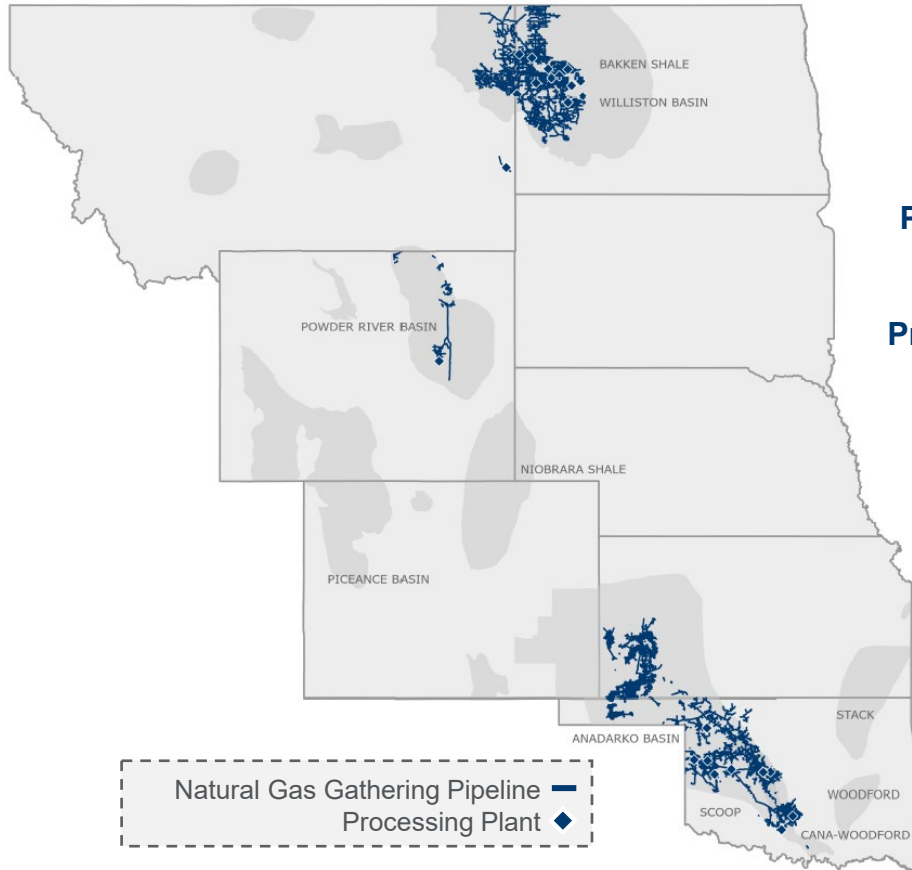 BAKKEN SHALE
WILLISTON BASIN
P
POWDER RIVER BASIN
Pr
NIOBRARA SHALE
PICEANCE BASIN
STACK
ANADARKO BASIN
Natural Gas Gathering Pipeline
Processing Plant
WOODFORD
SCOOP
CANA-WOODFORD